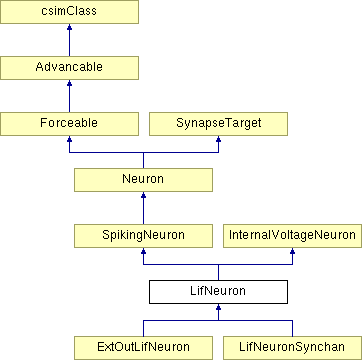 csimClass
Advancable
Forceable
SynapseTarget
Neuron
SpikingNeuron
InternalVoltageNeuron
LifNeuron
ExtOutLifNeuron
LifNeuronSynchan